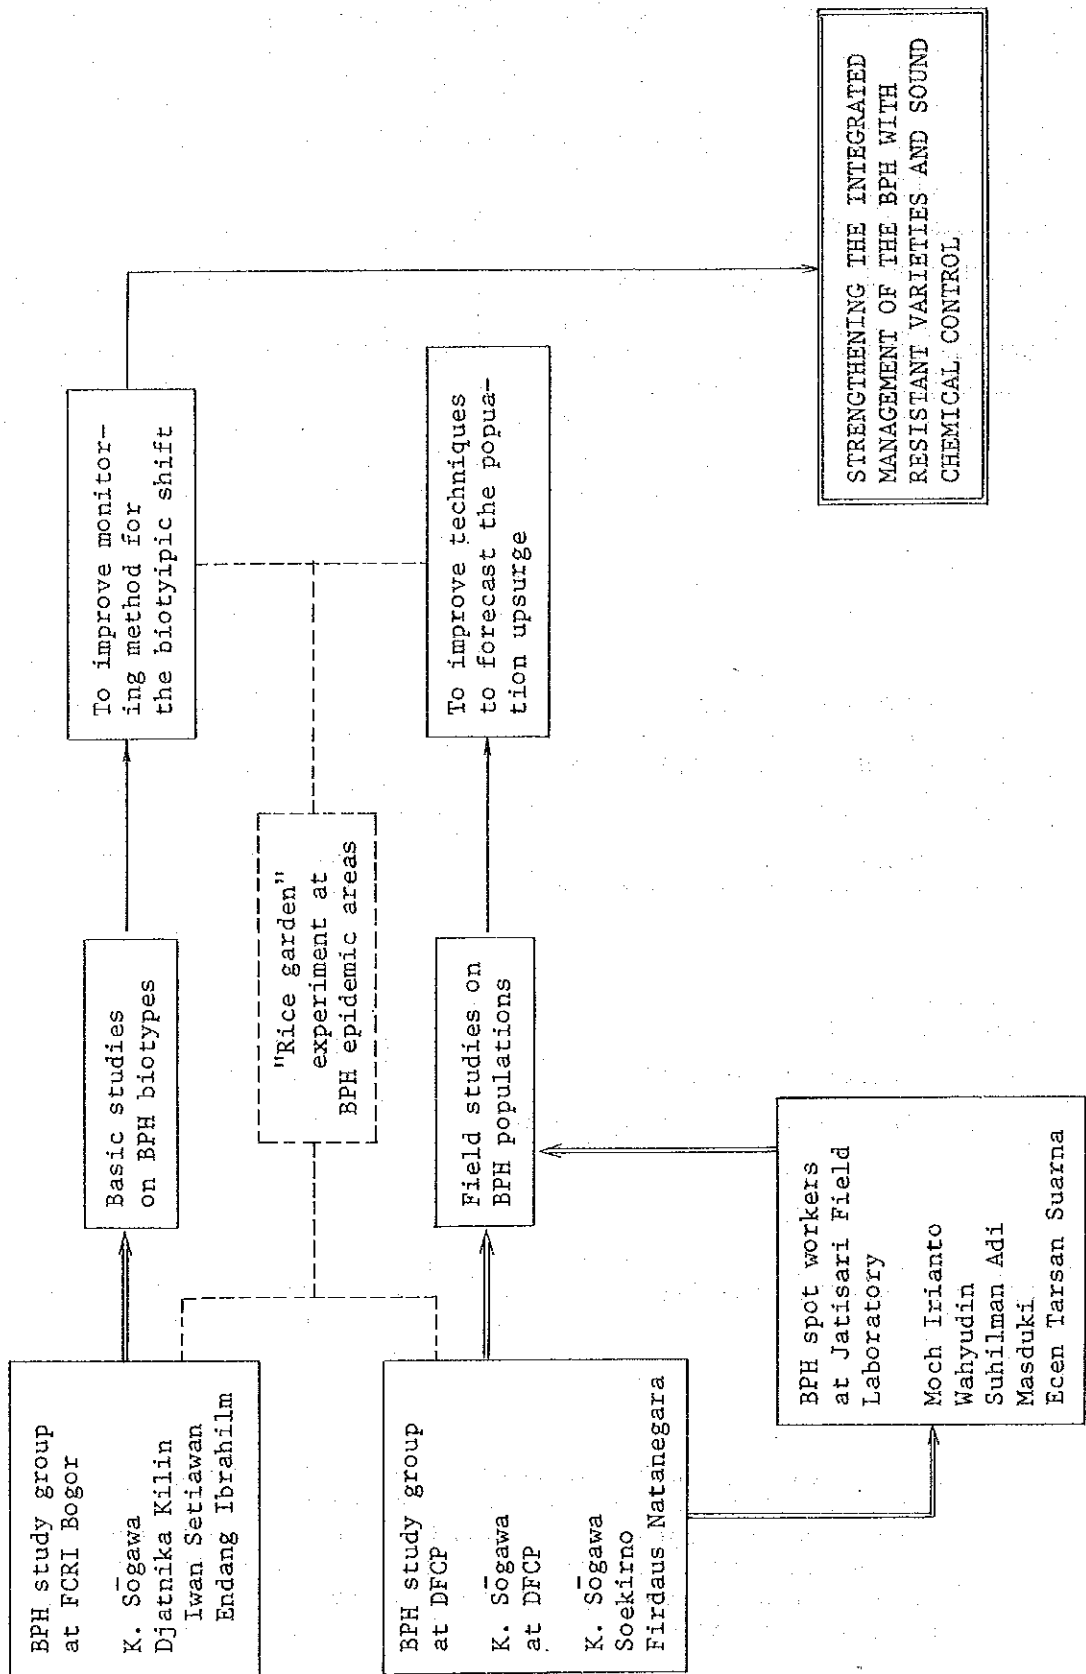 BPH study group
at FCRI Bogor
K. Sōgawa
Djatnika Kilin
Iwan Setiawan
Endang Ibrahilm
Basic studies
on BPH biotypes
To improve monitor-
ing method for
the biotyipic shift
"Rice garden"
experiment at
BPH epidemic areas
BPH study group
at DFCP
K. Sōgawa
at DFCP
K. Sōgawa
Soekirno
Firdaus Natanegara
Field studies on
BPH populations
To improve techniques
to forecast the popua-
tion upsurge
BPH spot workers
at Jatisari Field
Laboratory
Moch Irianto
Wahyudin
Suhilman Adi
Masduki
Ecen Tarsan Suarna
STRENGTHENING THE INTEGRATED
MANAGEMENT OF THE BPH WITH
RESISTANT VARIETIES AND SOUND
CHEMICAL CONTROL